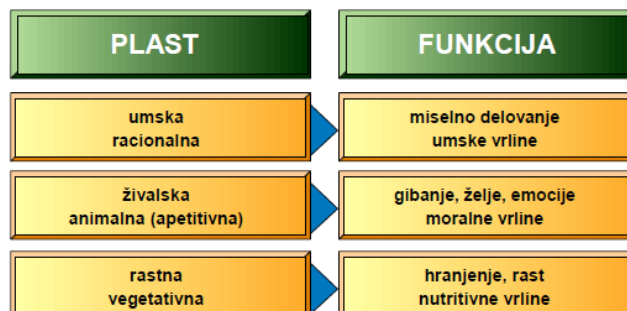 PLAST
FUNKCIJA
umska
racionalna
miselno delovanje
umske vrline
živalska
animalna (apetitivna)
gibanje, želje, emocije
moralne vrline
rastna
vegetativna
hranjenje, rast
nutritivne vrline